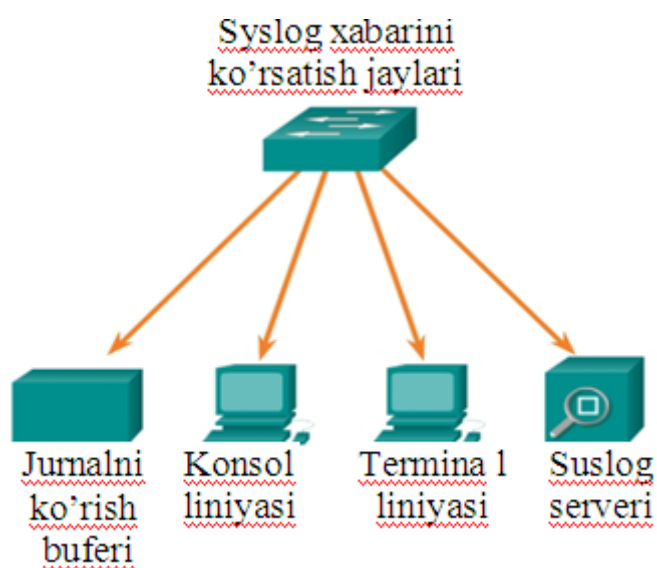 Syslog xabarini
ko’rsatish jaylari
Jurnalni
ko’rish
buferi
Konsol
liniyasi
Termina l
liniyasi
Suslog
serveri